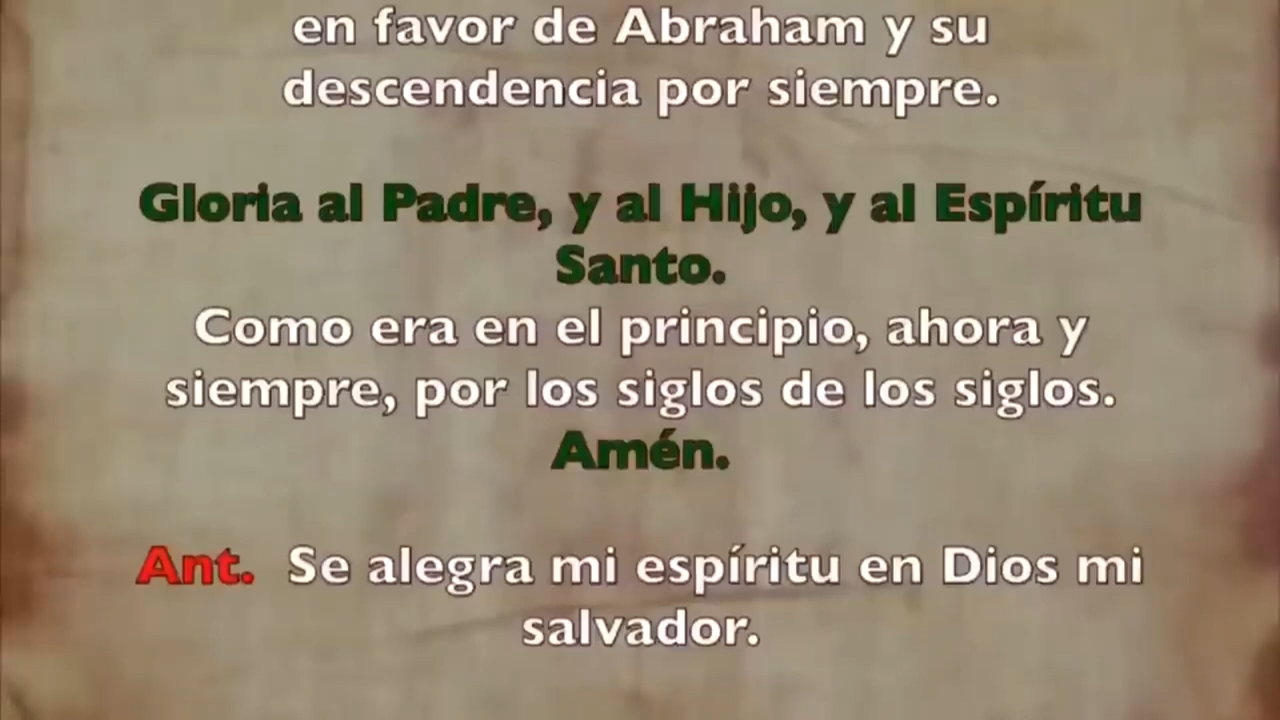 en favor de Abraham y su
descendencia por siempre.
Gloria al Padre, y al Hijo, y al Espíritu
Santo.
Como era en el principio, ahora y
siempre, por los siglos de los siglos.
Amén.
Ant. Se alegra mi espíritu en Dios mi
salvador.